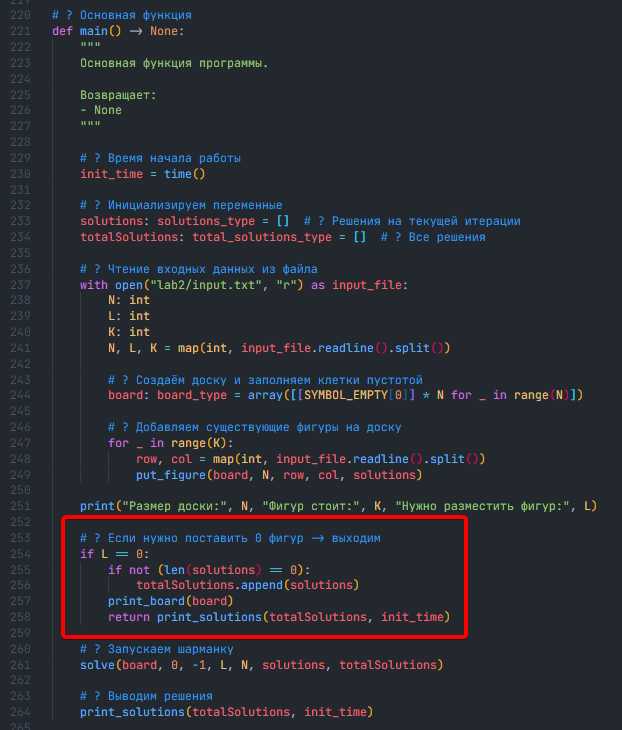 219
220 # ? Основная функция
221 def main() -> None:
222 """
223 Основная функция программы.
224
225 Возвращает:
226 - None
227 """
228
229 # ? Время начала работы
230 init_time = time()
231
232 # ? Инициализируем переменные
233 solutions: solutions_type = [] # ? Решения на текущей итерации
234 totalSolutions: total_solutions_type = [] # ? Все решения
235
236 # ? Чтение входных данных из файла
237 with open("lab2/input.txt", "r") as input_file:
238 N: int
239 L: int
240 K: int
241 N, L, K = map(int, input_file.readline().split())
242
243 # ? Создаём доску и заполняем клетки пустотой
244 board: board_type = array([[SYMBOL_EMPTY[0]] * N for _ in range(N)])
245
246 # ? Добавляем существующие фигуры на доску
247 for _ in range(K):
248 row, col = map(int, input_file.readline().split())
249 put_figure(board, N, row, col, solutions)
250
251 print("Размер доски:", N, "Фигур стоит:", K, "Нужно разместить фигур:", L)
252
253 # ? Если нужно поставить 0 фигур -> выходим
254 if L == 0:
255 if not (len(solutions) == 0):
256 totalSolutions.append(solutions)
257 print_board(board)
258 return print_solutions(totalSolutions, init_time)
259
260 # ? Запускаем шарманку
261 solve(board, 0, -1, L, N, solutions, totalSolutions)
262
263 # ? Выводим решения
264 print_solutions(totalSolutions, init_time)
265